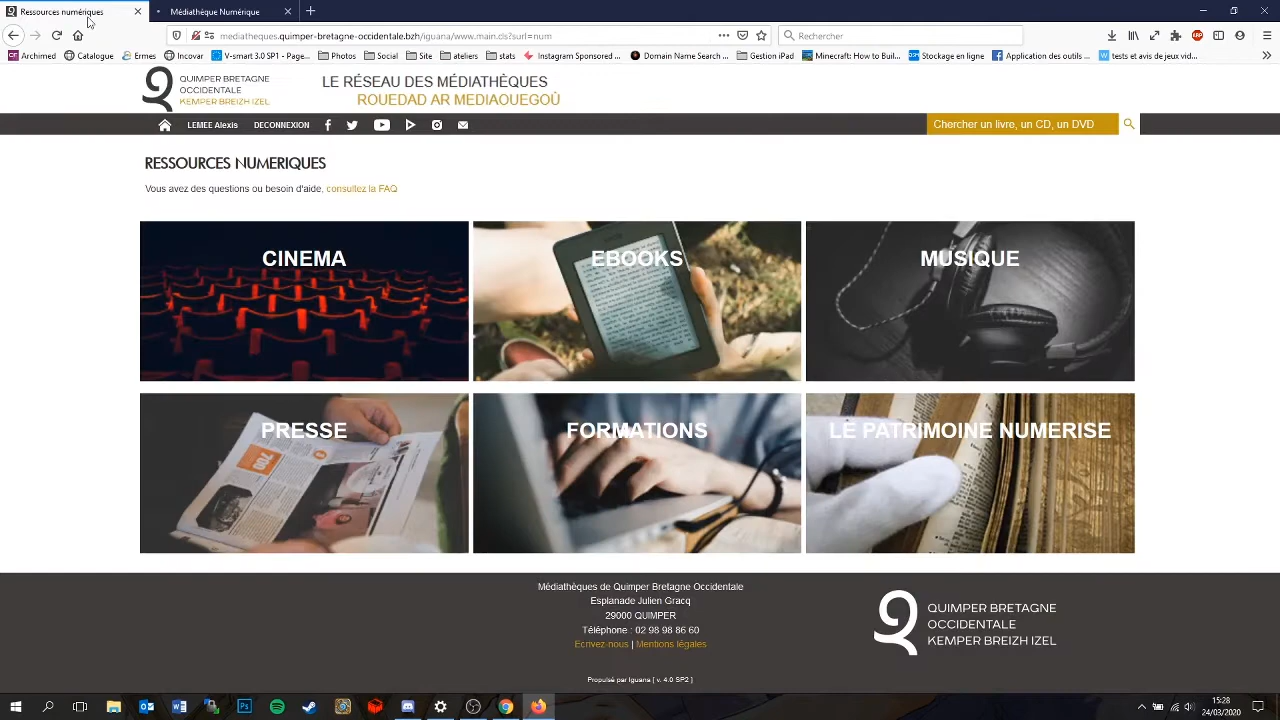 Ressources numériques
Médiathèque Numérique
mediatheques.quimper-bretagne-occidentale.bzh/iguana/www.main.cls?surl=num
Rechercher
Archimed
Catalogue
Ermes
Incovar
V-smart 3.0 SP1 - Page...
Photos
Social
Site
ateliers
stats
Instagram Sponsored ...
Domain Name Search ...
Gestion iPad
Minecraft: How to Buil...
Stockage en ligne
Application des outils ...
tests et avis de jeux vid...
QUIMPER BRETAGNE
OCCIDENTALE
KEMPER BREIZH IZEL
LE RÉSEAU DES MÉDIATHÈQUES
ROUEDAD AR MEDIAOUEGOÙ
LEMEE Alexis
DECONNEXION
Chercher un livre, un CD, un DVD
RESSOURCES NUMERIQUES
Vous avez des questions ou besoin d'aide, consultez la FAQ
CINEMA
EBOOKS
MUSIQUE
PRESSE
FORMATIONS
LE PATRIMOINE NUMERISE
Médiathèques de Quimper Bretagne Occidentale
Esplanade Julien Gracq
29000 QUIMPER
Téléphone : 02 98 98 86 60
Ecrivez-nous | Mentions légales
Propulsé par Iguana [ v. 4.0 SP2 ]
QUIMPER BRETAGNE
OCCIDENTALE
KEMPER BREIZH IZEL
15:28
24/03/2020